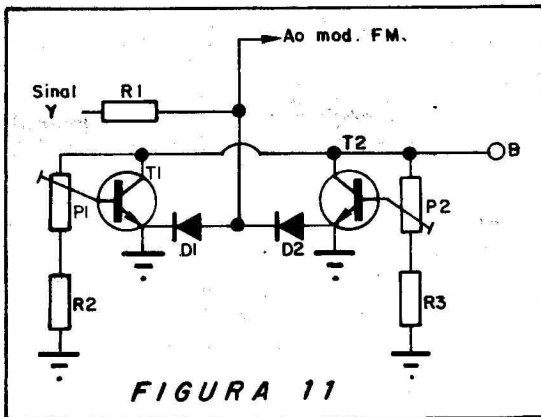 Ao mod. FM.
Sinal
Y
R1
T2
B
T1
P1
P2
D1
D2
R2
R3
FIGURA 11